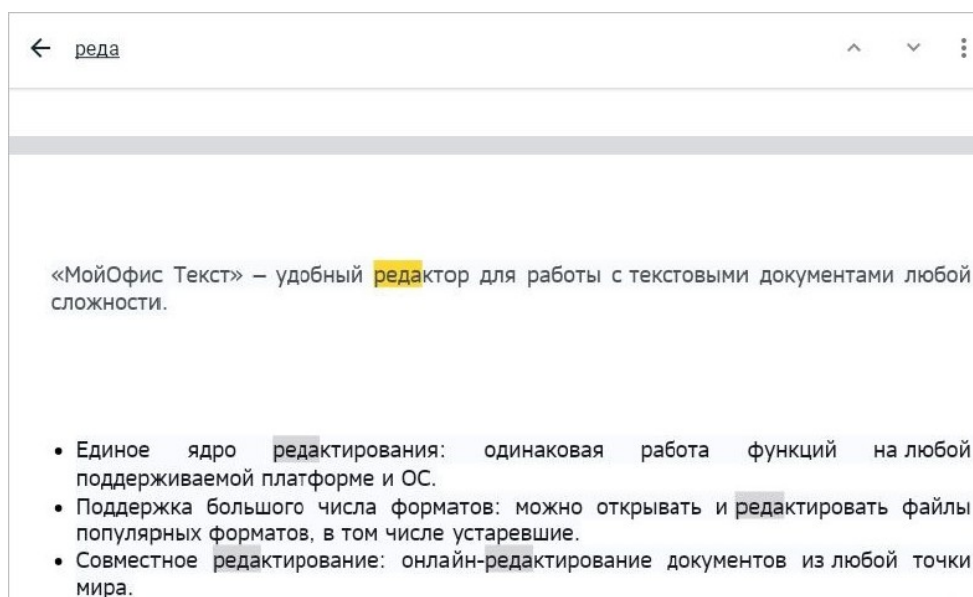 реда
«МойОфис Текст» – удобный редактор для работы с текстовыми документами любой
сложности.
• Единое ядро редактирования: одинаковая работа функций на любой
поддерживаемой платформе и ОС.
• Поддержка большого числа форматов: можно открывать и редактировать файлы
популярных форматов, в том числе устаревшие.
• Совместное редактирование: онлайн-редактирование документов из любой точки
мира.